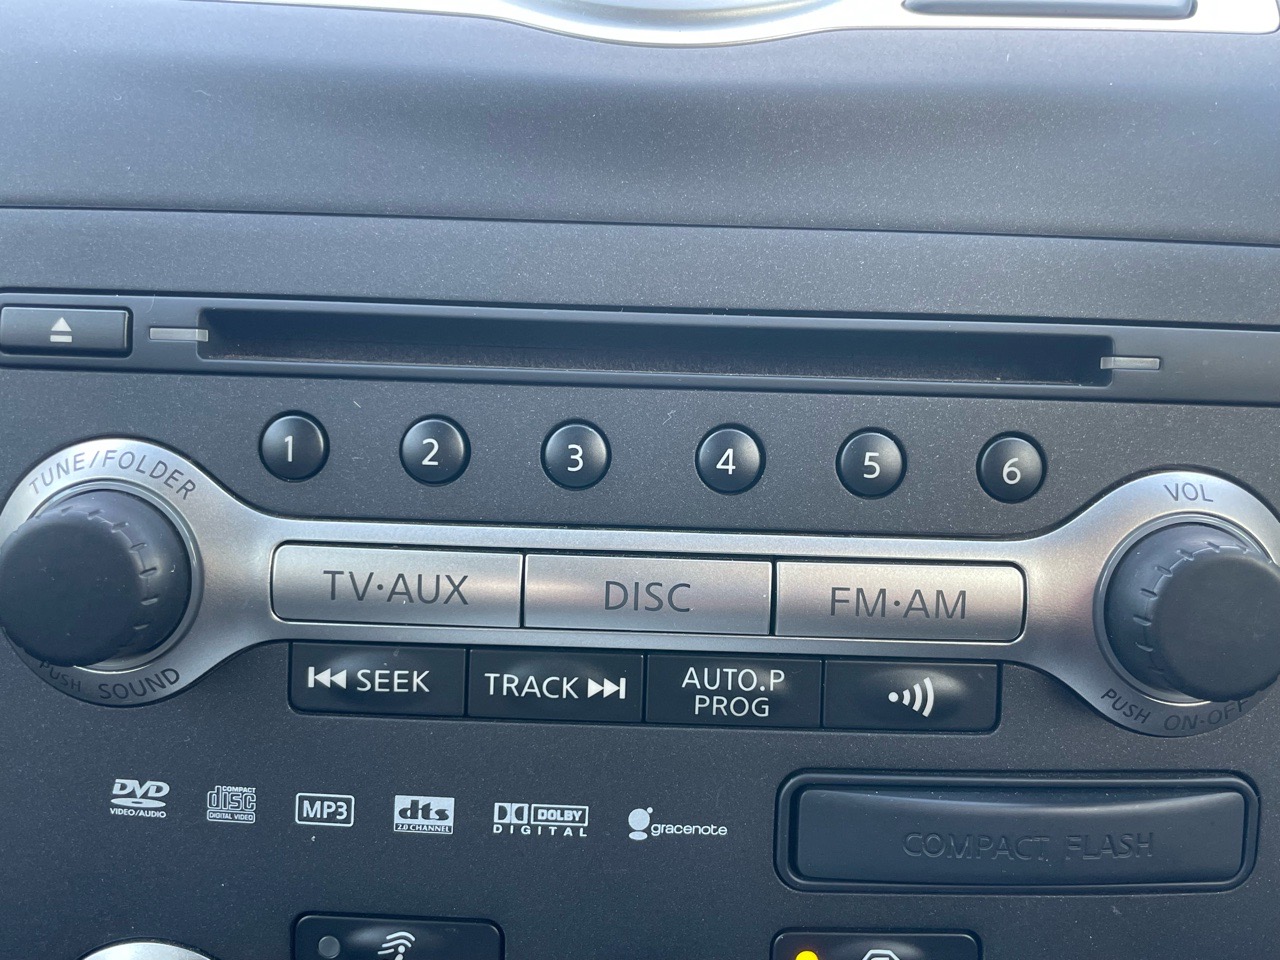 1 2 3 4 5 6
TUNE/FOLDER
PUSH SOUND
VOL
PUSH ON·OFF
TV·AUX
DISC
FM·AM
SEEK
TRACK
AUTO.P
PROG
DVD
VIDEO/AUDIO
COMPACT
disc
DIGITAL VIDEO
MP3
dts
2.0 CHANNEL
DOLBY
DIGITAL
gracenote
COMPACT FLASH